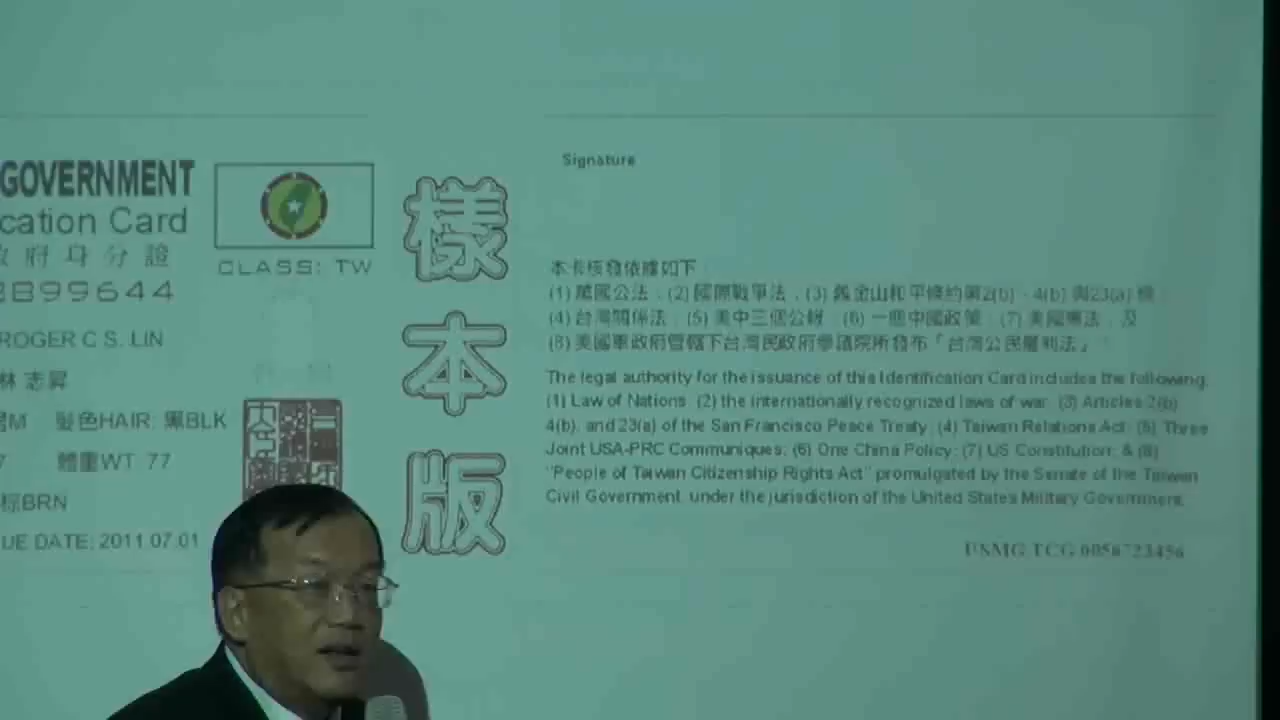 GOVERNMENT
cation Card
府身分證
B99644
CLASS: TW
ROGER C S. LIN
林 志昇
M 髮色HAIR: 黑BLK
7 體重WT 77
棕BRN
UE DATE: 2011.07.01
樣本版
Signature
本卡核發依據如下
(1) 萬國公法 (2) 國際戰爭法 (3) 舊金山和平條約第2(b)、4(b) 與23(a) 條
(4) 台灣關係法 (5) 美中三個公報 (6) 一個中國政策 (7) 美國憲法 及
(8) 美國軍政府管轄下台灣民政府參議院所發布「台灣公民權利法」
The legal authority for the issuance of this Identification Card includes the following:
(1) Law of Nations (2) the internationally recognized laws of war (3) Articles 2(b)
4(b), and 23(a) of the San Francisco Peace Treaty; (4) Taiwan Relations Act; (5) Three
Joint USA-PRC Communiques; (6) One China Policy; (7) US Constitution; & (8)
"People of Taiwan Citizenship Rights Act" promulgated by the Senate of the Taiwan
Civil Government, under the jurisdiction of the United States Military Government.
USMG TCG 0056723456